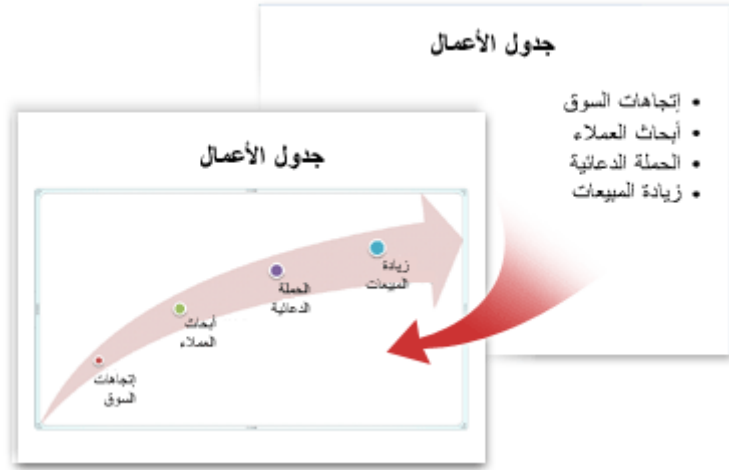 جدول الأعمال
• إتجاهات السوق
• أبحاث العملاء
• الحملة الدعائية
• زيادة المبيعات
جدول الأعمال
زيادة
المبيعات
الحملة
الدعائية
أبحاث
العملاء
إتجاهات
السوق